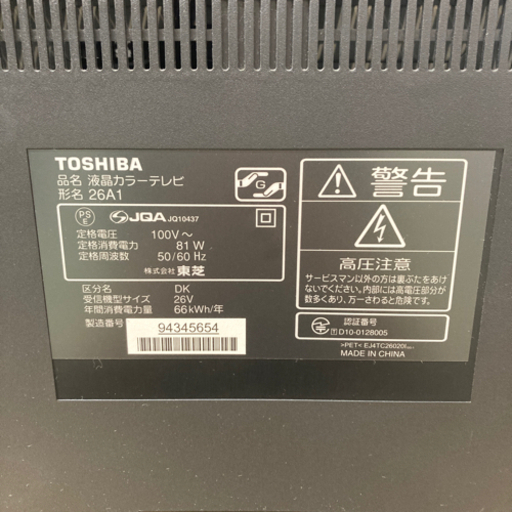 TOSHIBA
品名 液晶カラーテレビ
形名 26A1
G
PS
E
JQA JQ10437
定格電圧 100V～
定格消費電力 81W
定格周波数 50/60 Hz
株式会社 東芝
区分名 DK
受信機型サイズ 26V
年間消費電力量 66kWh/年
製造番号 94345654
警告
高圧注意
サービスマン以外の方は裏ぶたをあけ
ないでください。内部には高電圧部分が
数多くあり、万一さわると危険です。
認証番号
D10-0128005
>PET< EJ4TC26020I
MADE IN CHINA